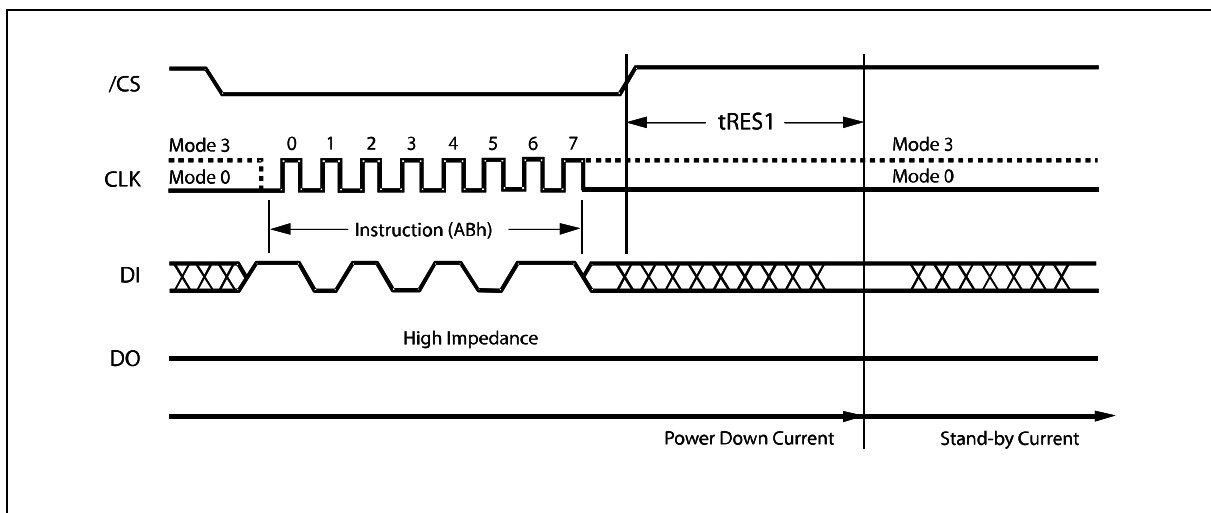 /CS
tRES1
Mode 3
0 1 2 3 4 5 6 7
Mode 3
CLK
Mode 0
Mode 0
Instruction (ABh)
DI
High Impedance
DO
Power Down Current
Stand-by Current